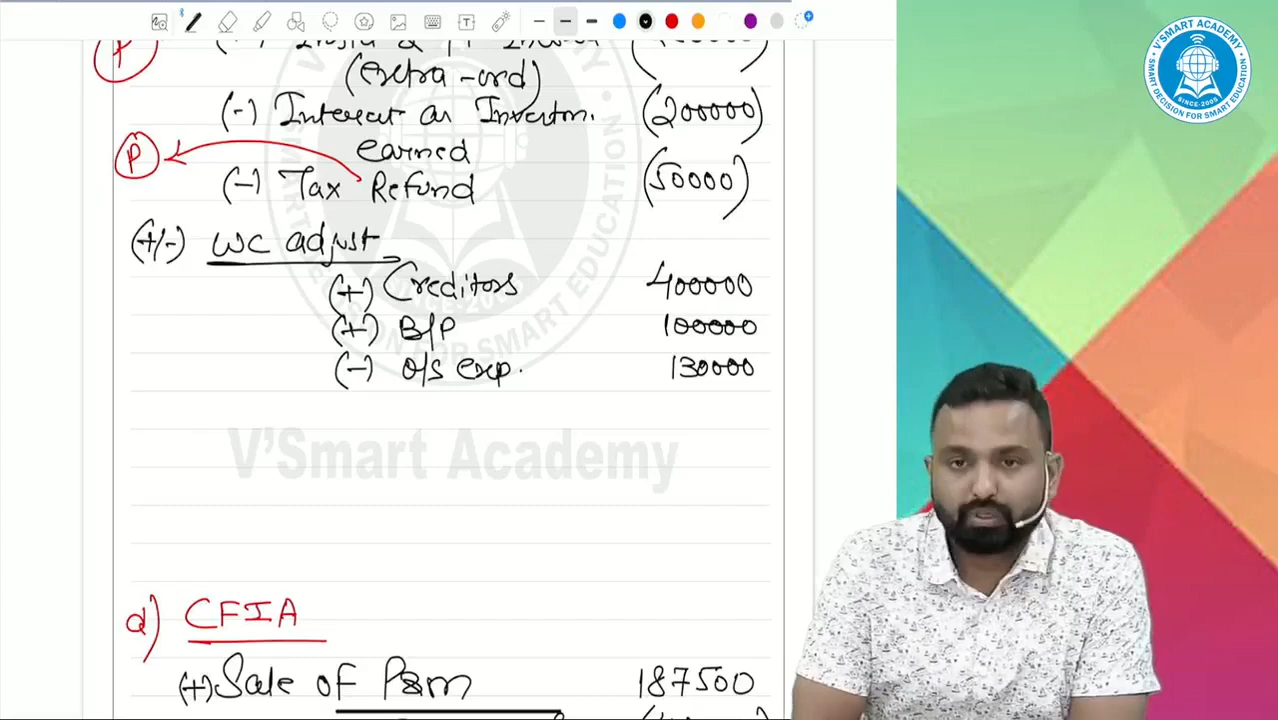 (Extra-ord)
(-) Interest on Investm. (200000)
earned
P
(-) Tax Refund (50000)
(+/-) WC adjust
(+) Creditors 400000
(+) B/P 100000
(-) O/S exp. 130000
V'Smart Academy
d) CFIA
(+) Sale of P&m 187500
V'SMART ACADEMY
SINCE-2005
SMART DECISION FOR SMART EDUCATION